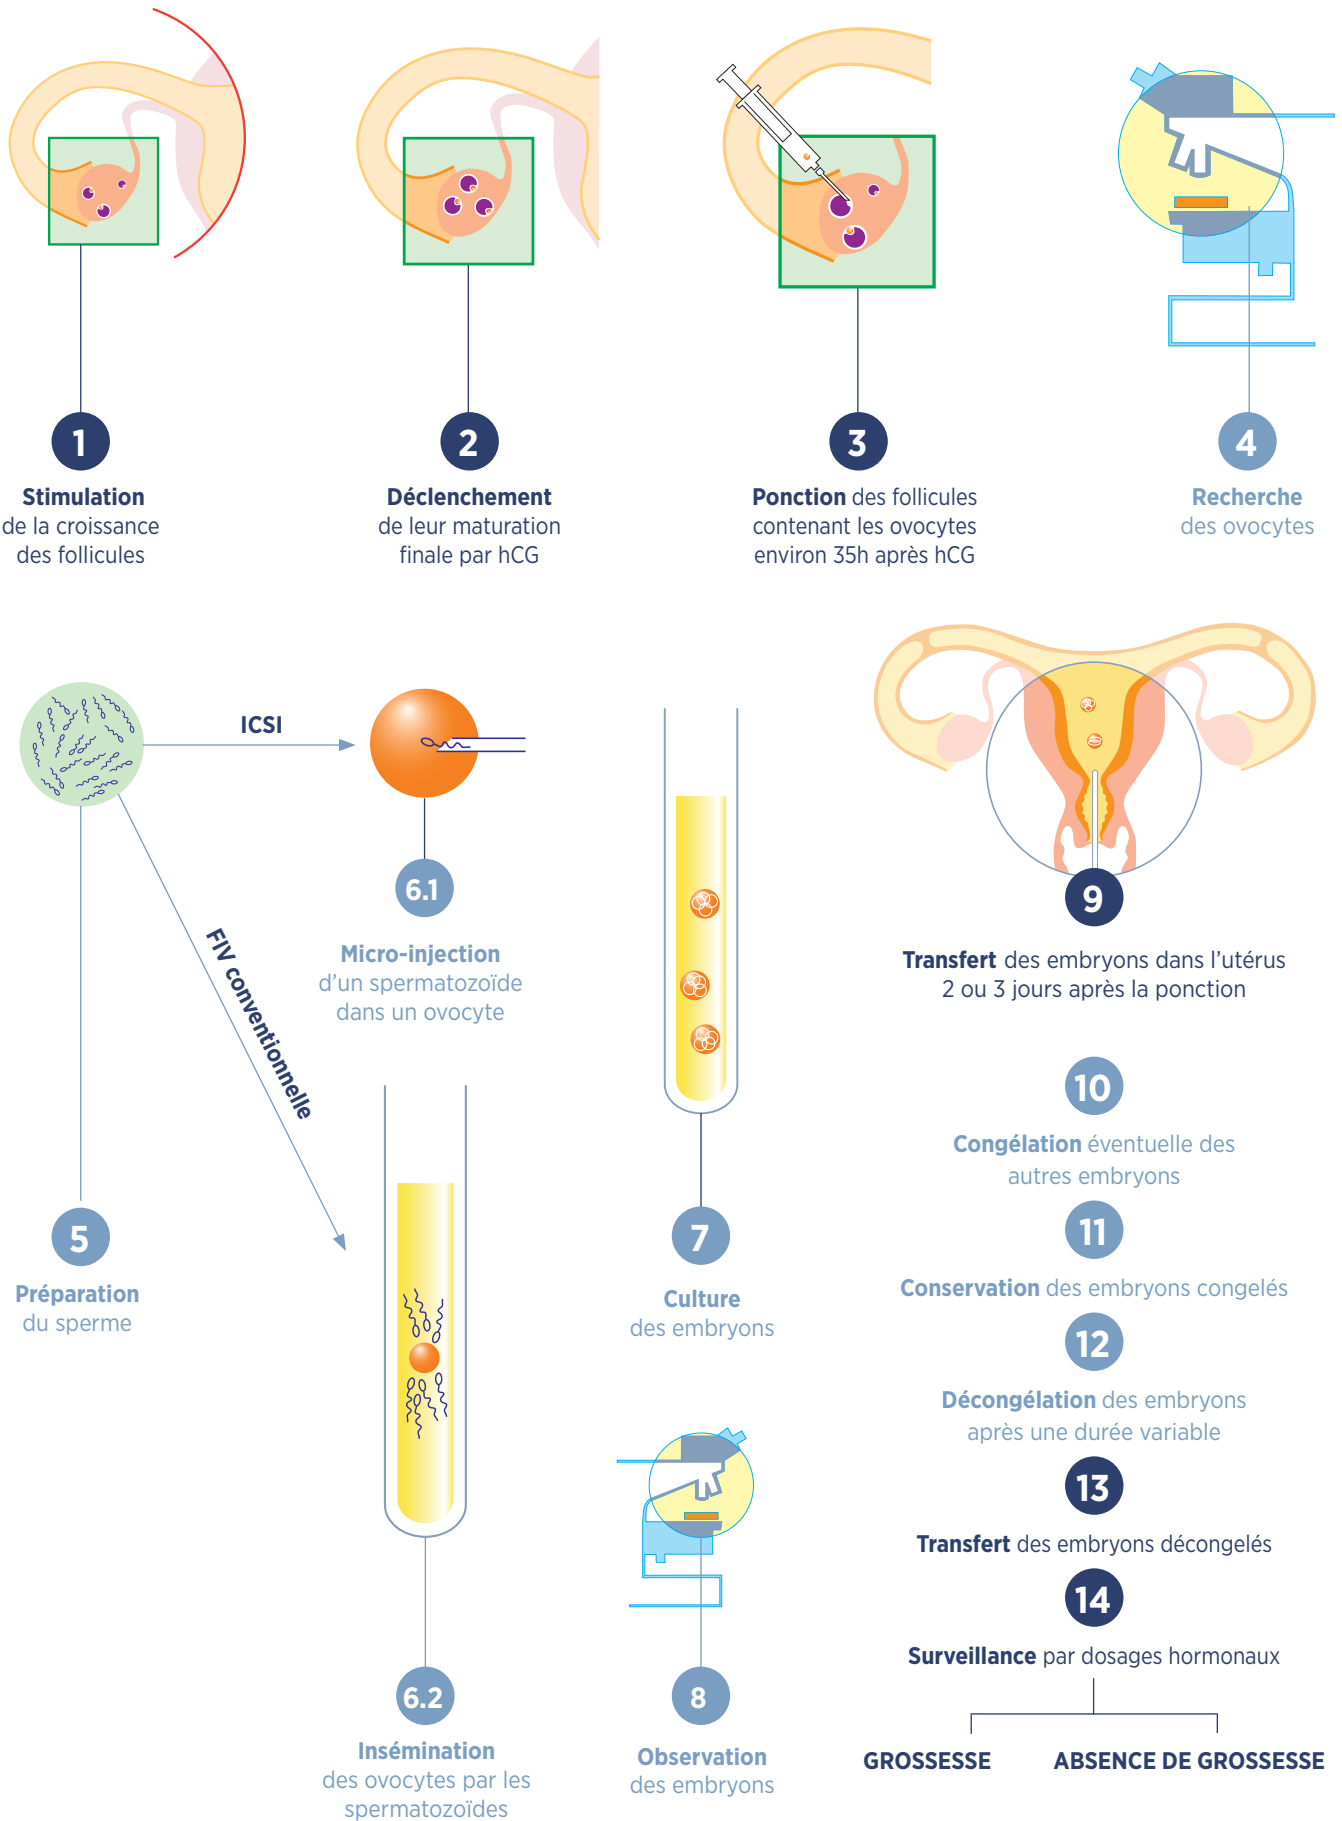 1
Stimulation
de la croissance
des follicules
2
Déclenchement
de leur maturation
finale par hCG
3
Ponction des follicules
contenant les ovocytes
environ 35h après hCG
4
Recherche
des ovocytes
ICSI
FIV conventionnelle
5
Préparation
du sperme
6.1
Micro-injection
d'un spermatozoïde
dans un ovocyte
6.2
Insémination
des ovocytes par les
spermatozoïdes
7
Culture
des embryons
8
Observation
des embryons
9
Transfert des embryons dans l'utérus
2 ou 3 jours après la ponction
10
Congélation éventuelle des
autres embryons
11
Conservation des embryons congelés
12
Décongélation des embryons
après une durée variable
13
Transfert des embryons décongelés
14
Surveillance par dosages hormonaux
GROSSESSE
ABSENCE DE GROSSESSE